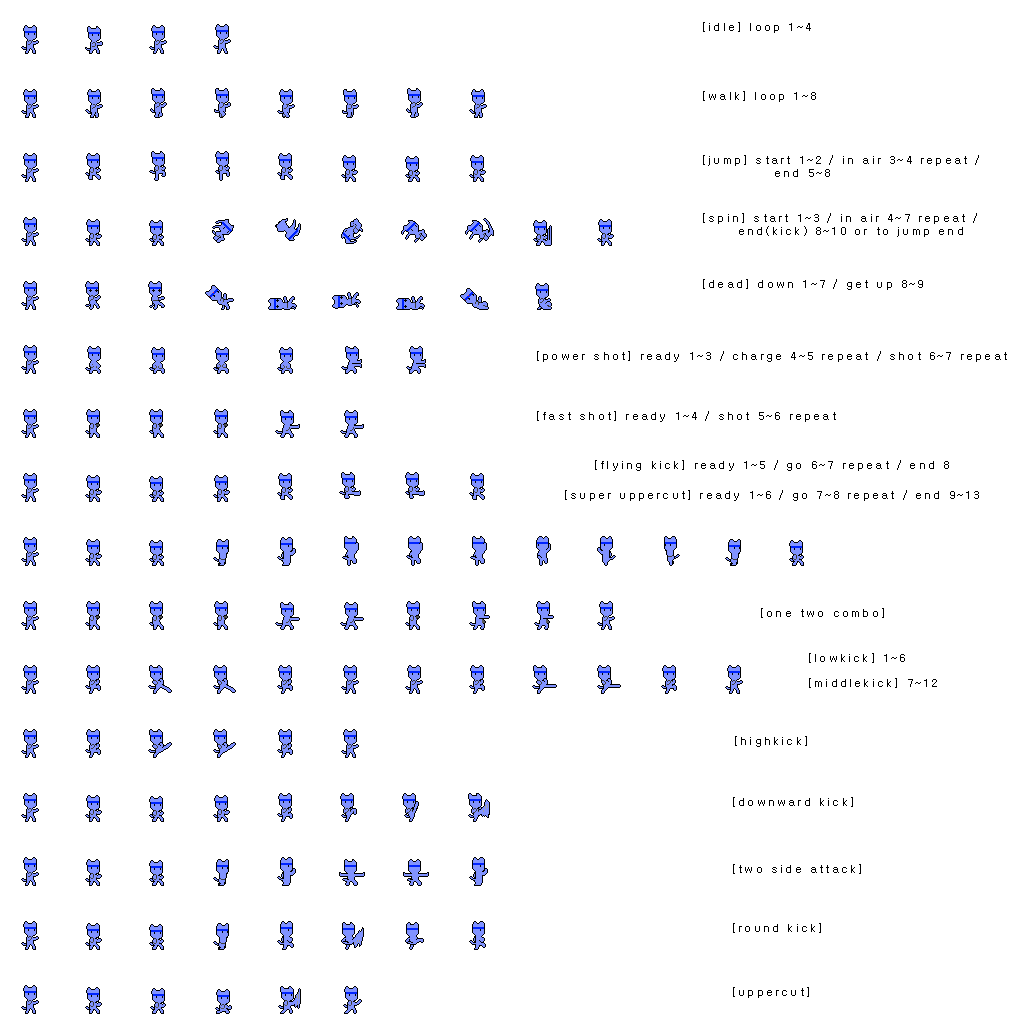 [idle] loop 1~4
[walk] loop 1~8
[jump] start 1~2 / in air 3~4 repeat /
end 5~8
[spin] start 1~3 / in air 4~7 repeat /
end(kick) 8~10 or to jump end
[dead] down 1~7 / get up 8~9
[power shot] ready 1~3 / charge 4~5 repeat / shot 6~7 repeat
[fast shot] ready 1~4 / shot 5~6 repeat
[flying kick] ready 1~5 / go 6~7 repeat / end 8
[super uppercut] ready 1~6 / go 7~8 repeat / end 9~13
[one two combo]
[lowkick] 1~6
[middlekick] 7~12
[highkick]
[downward kick]
[two side attack]
[round kick]
[uppercut]